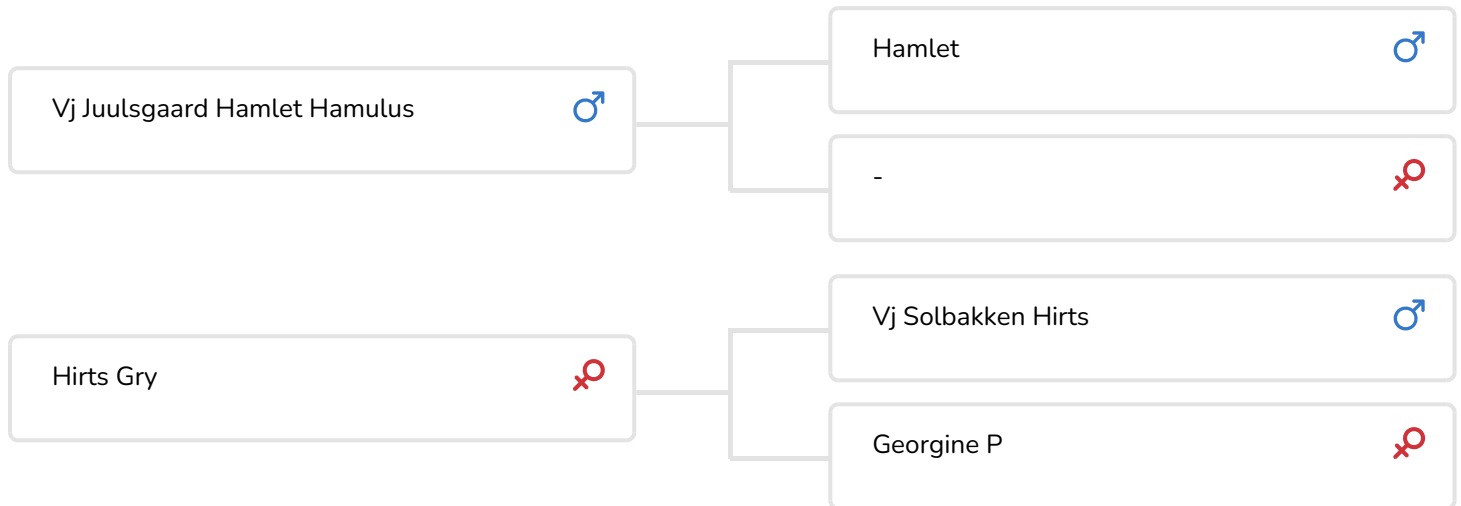 Vj Juulsgaard Hamlet Hamulus
Hamlet
-
Hirts Gry
Vj Solbakken Hirts
Georgine P